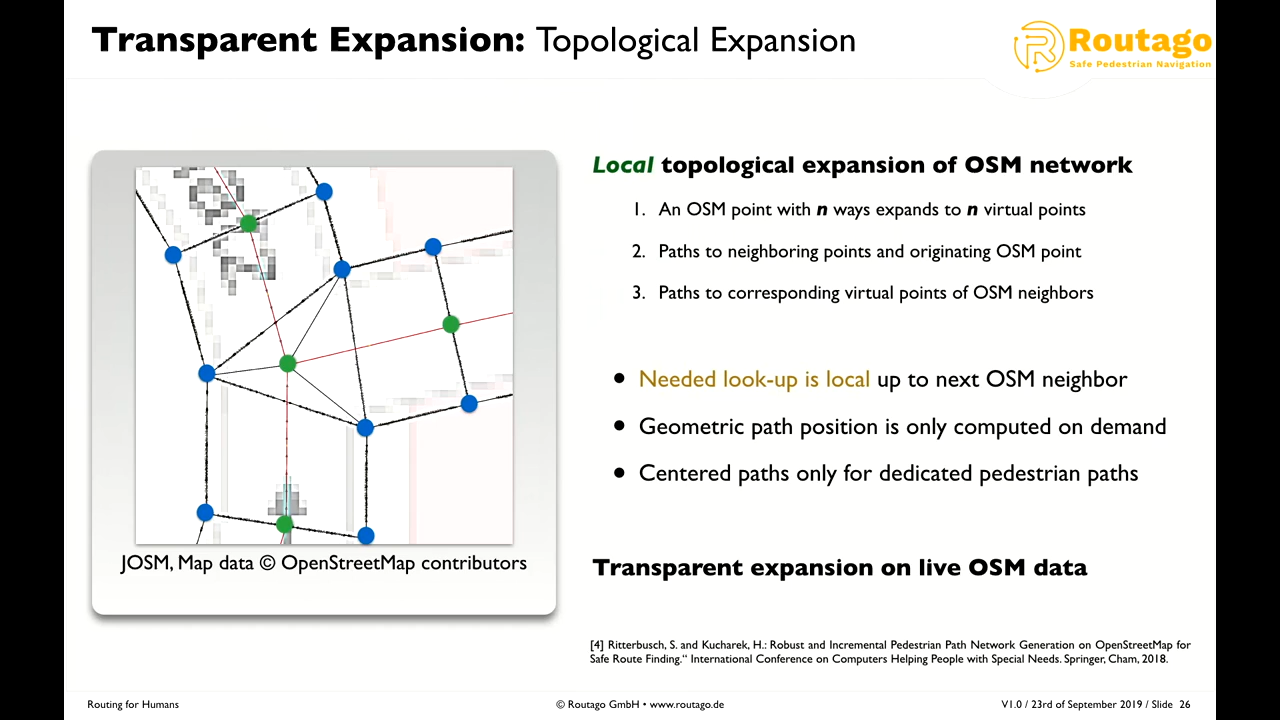 Transparent Expansion: Topological Expansion
Routago
Safe Pedestrian Navigation
Local topological expansion of OSM network
1. An OSM point with n ways expands to n virtual points
2. Paths to neighboring points and originating OSM point
3. Paths to corresponding virtual points of OSM neighbors
• Needed look-up is local up to next OSM neighbor
• Geometric path position is only computed on demand
• Centered paths only for dedicated pedestrian paths
JOSM, Map data © OpenStreetMap contributors
Transparent expansion on live OSM data
[4] Ritterbusch, S. and Kucharek, H.: Robust and Incremental Pedestrian Path Network Generation on OpenStreetMap for
Safe Route Finding.“ International Conference on Computers Helping People with Special Needs. Springer, Cham, 2018.
Routing for Humans
© Routago GmbH • www.routago.de
V1.0 / 23rd of September 2019 / Slide 26